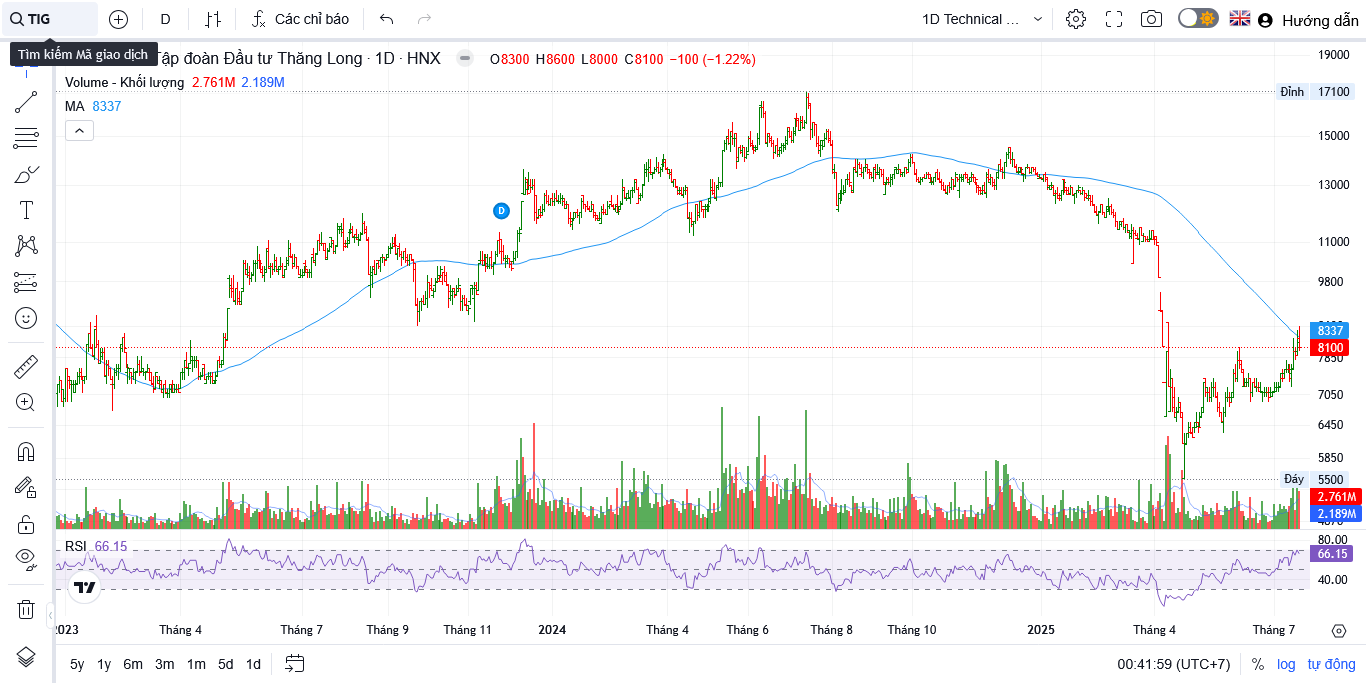 TIG D Các chỉ báo 1D Technical ... Hướng dẫn
Tìm kiếm Mã giao dịch
Tập đoàn Đầu tư Thăng Long · 1D · HNX O8300 H8600 L8000 C8100 −100 (−1.22%)
Volume - Khối lượng 2.761M 2.189M
MA 8337
19000
Đỉnh 17100
15000
13000
11000
9800
8337
8100
7850
7050
6450
5850
Đáy 5500
2.761M
2.189M
RSI 66.15
80.00
66.15
40.00
2023 Tháng 4 Tháng 7 Tháng 9 Tháng 11 2024 Tháng 4 Tháng 6 Tháng 8 Tháng 10 2025 Tháng 4 Tháng 7
D
5y 1y 6m 3m 1m 5d 1d 00:41:59 (UTC+7) % log tự động